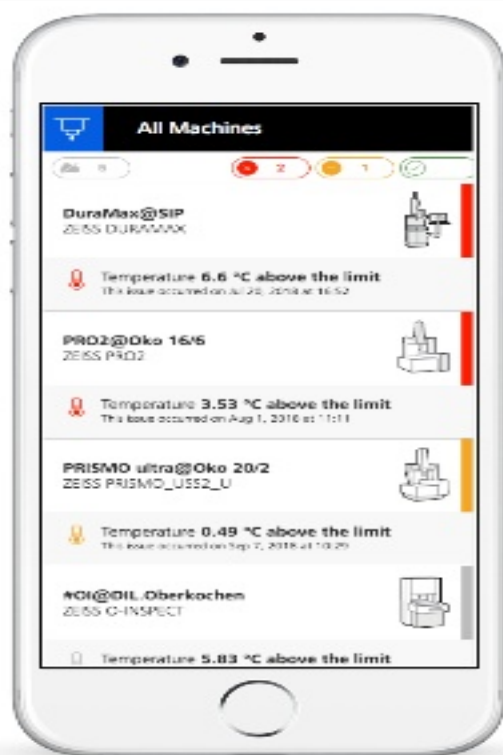 All Machines
2 1
DuraMax@SIP
ZEISS DURAMAX
Temperature 6.6 °C above the limit
This issue occurred on Jul 20, 2018 at 16:52
PRO2@Oko 16/6
ZEISS PRO2
Temperature 3.53 °C above the limit
This issue occurred on Aug 1, 2018 at 11:11
PRISMO ultra@Oko 20/2
ZEISS PRISMO_USS2_U
Temperature 0.49 °C above the limit
This issue occurred on Sep 7, 2018 at 10:29
#OI@OIL.Oberkochen
ZEISS O-INSPECT
Temperature 5.83 °C above the limit